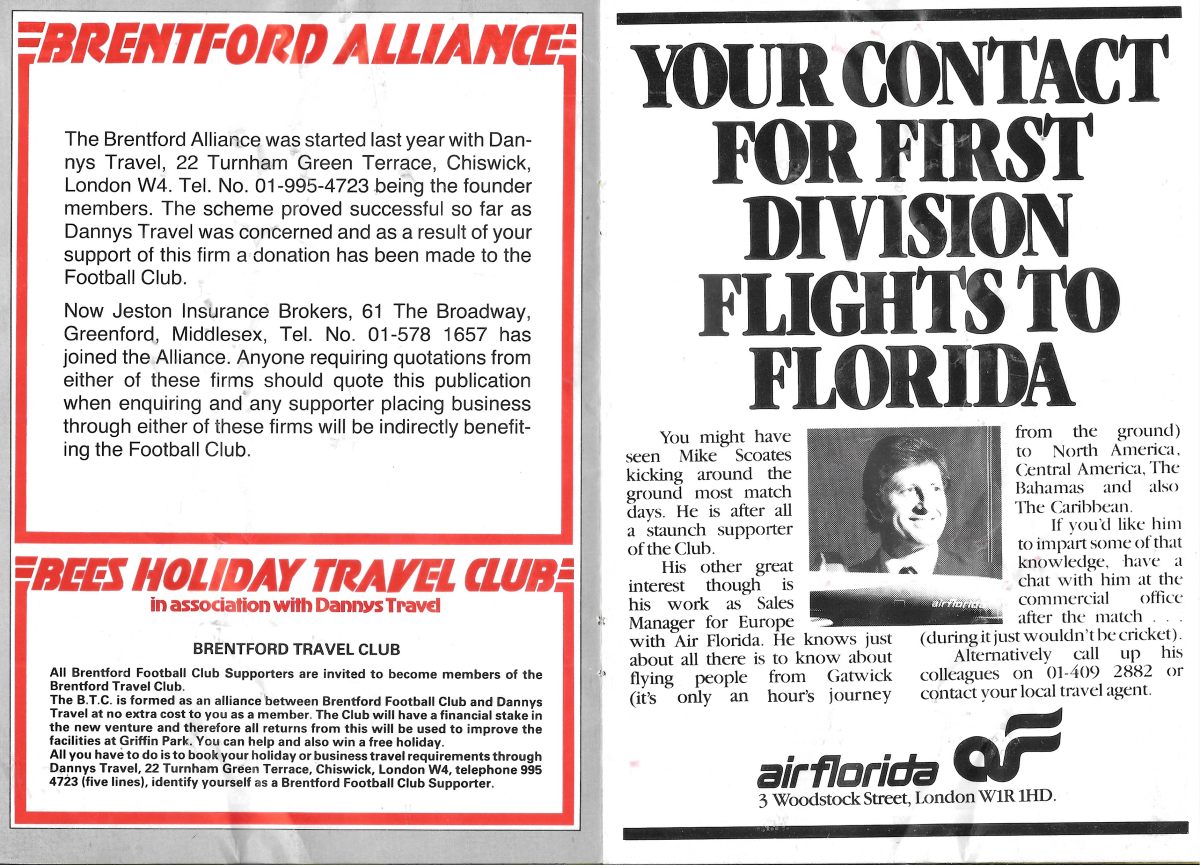 BRENTFORD ALLIANCE
The Brentford Alliance was started last year with Dan-
nys Travel, 22 Turnham Green Terrace, Chiswick,
London W4. Tel. No. 01-995-4723 being the founder
members. The scheme proved successful so far as
Dannys Travel was concerned and as a result of your
support of this firm a donation has been made to the
Football Club.
Now Jeston Insurance Brokers, 61 The Broadway,
Greenford, Middlesex, Tel. No. 01-578 1657 has
joined the Alliance. Anyone requiring quotations from
either of these firms should quote this publication
when enquiring and any supporter placing business
through either of these firms will be indirectly benefit-
ing the Football Club.
BEES HOLIDAY TRAVEL CLUB
in association with Dannys Travel
BRENTFORD TRAVEL CLUB
All Brentford Football Club Supporters are invited to become members of the
Brentford Travel Club.
The B.T.C. is formed as an alliance between Brentford Football Club and Dannys
Travel at no extra cost to you as a member. The Club will have a financial stake in
the new venture and therefore all returns from this will be used to improve the
facilities at Griffin Park. You can help and also win a free holiday.
All you have to do is to book your holiday or business travel requirements through
Dannys Travel, 22 Turnham Green Terrace, Chiswick, London W4, telephone 995
4723 (five lines), identify yourself as a Brentford Football Club Supporter.
YOUR CONTACT
FOR FIRST
DIVISION
FLIGHTS TO
FLORIDA
You might have
seen Mike Scoates
kicking around the
ground most match
days. He is after all
a staunch supporter
of the Club.
His other great
interest though is
his work as Sales
Manager for Europe
with Air Florida. He knows just
about all there is to know about
flying people from Gatwick
(it's only an hour's journey
air florida
from the ground)
to North America,
Central America, The
Bahamas and also
The Caribbean.
If you'd like him
to impart some of that
knowledge, have a
chat with him at the
commercial office
after the match . . .
(during it just wouldn't be cricket).
Alternatively call up his
colleagues on 01-409 2882 or
contact your local travel agent.
air florida
3 Woodstock Street, London W1R 1HD.